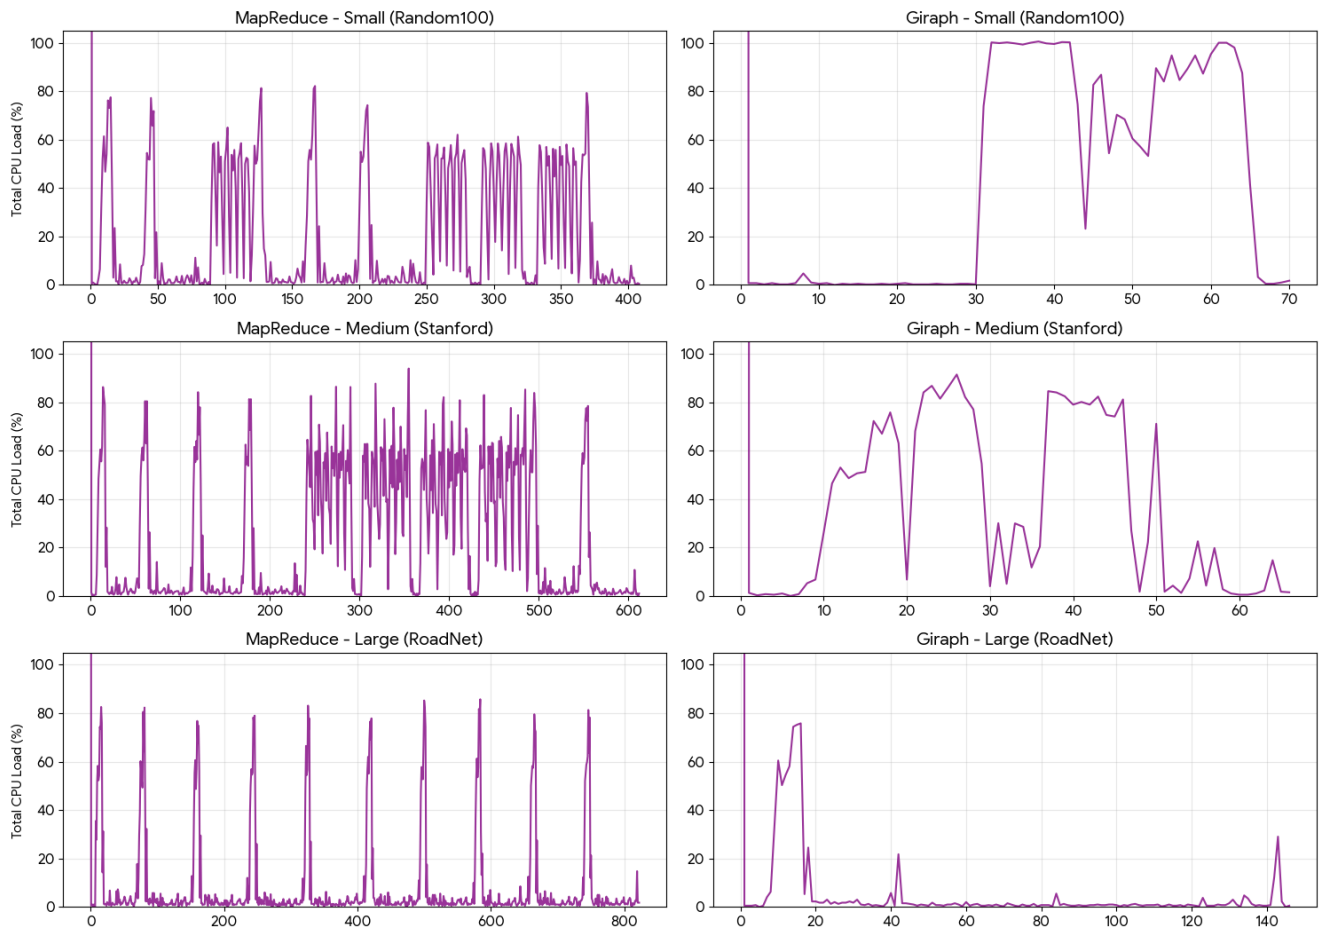 MapReduce - Small (Random100)
Total CPU Load (%)
100
80
60
40
20
0
0 50 100 150 200 250 300 350 400
Giraph - Small (Random100)
100
80
60
40
20
0
0 10 20 30 40 50 60 70
MapReduce - Medium (Stanford)
Total CPU Load (%)
100
80
60
40
20
0
0 100 200 300 400 500 600
Giraph - Medium (Stanford)
100
80
60
40
20
0
0 10 20 30 40 50 60
MapReduce - Large (RoadNet)
Total CPU Load (%)
100
80
60
40
20
0
0 200 400 600 800
Giraph - Large (RoadNet)
100
80
60
40
20
0
0 20 40 60 80 100 120 140